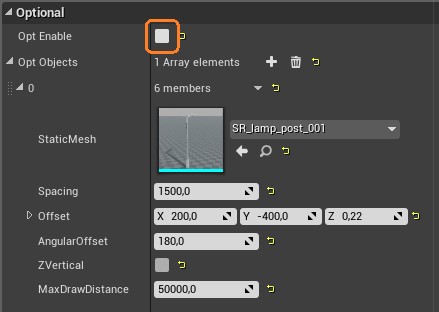 Optional
Opt Enable
Opt Objects 1 Array elements
0 6 members
StaticMesh SR_lamp_post_001
Spacing 1500,0
Offset X 200,0 Y -400,0 Z 0,22
AngularOffset 180,0
ZVertical
MaxDrawDistance 50000,0